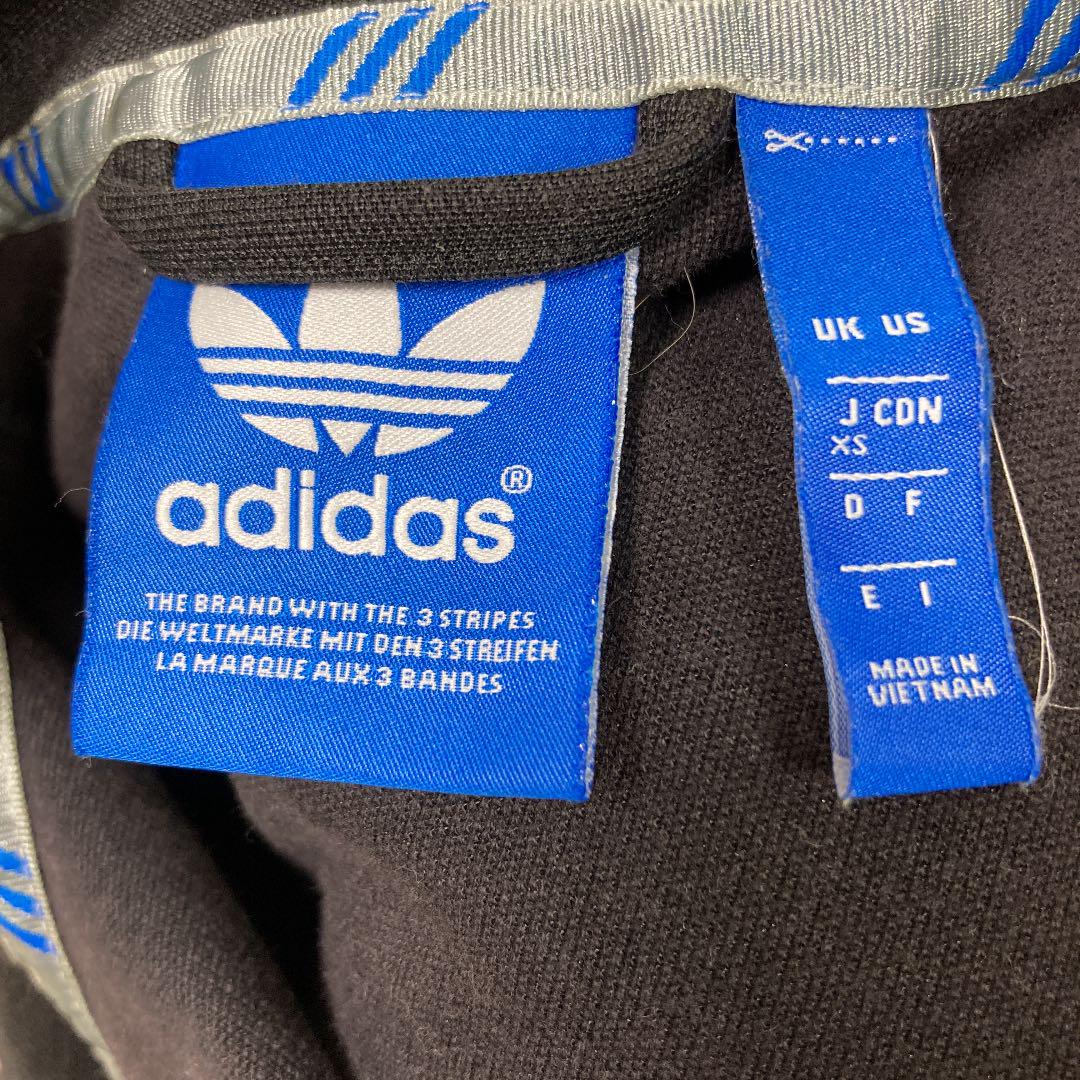 adidas®
THE BRAND WITH THE 3 STRIPES
DIE WELTMARKE MIT DEN 3 STREIFEN
LA MARQUE AUX 3 BANDES
UK US
J CDN
XS
D F
E I
MADE IN
VIETNAM